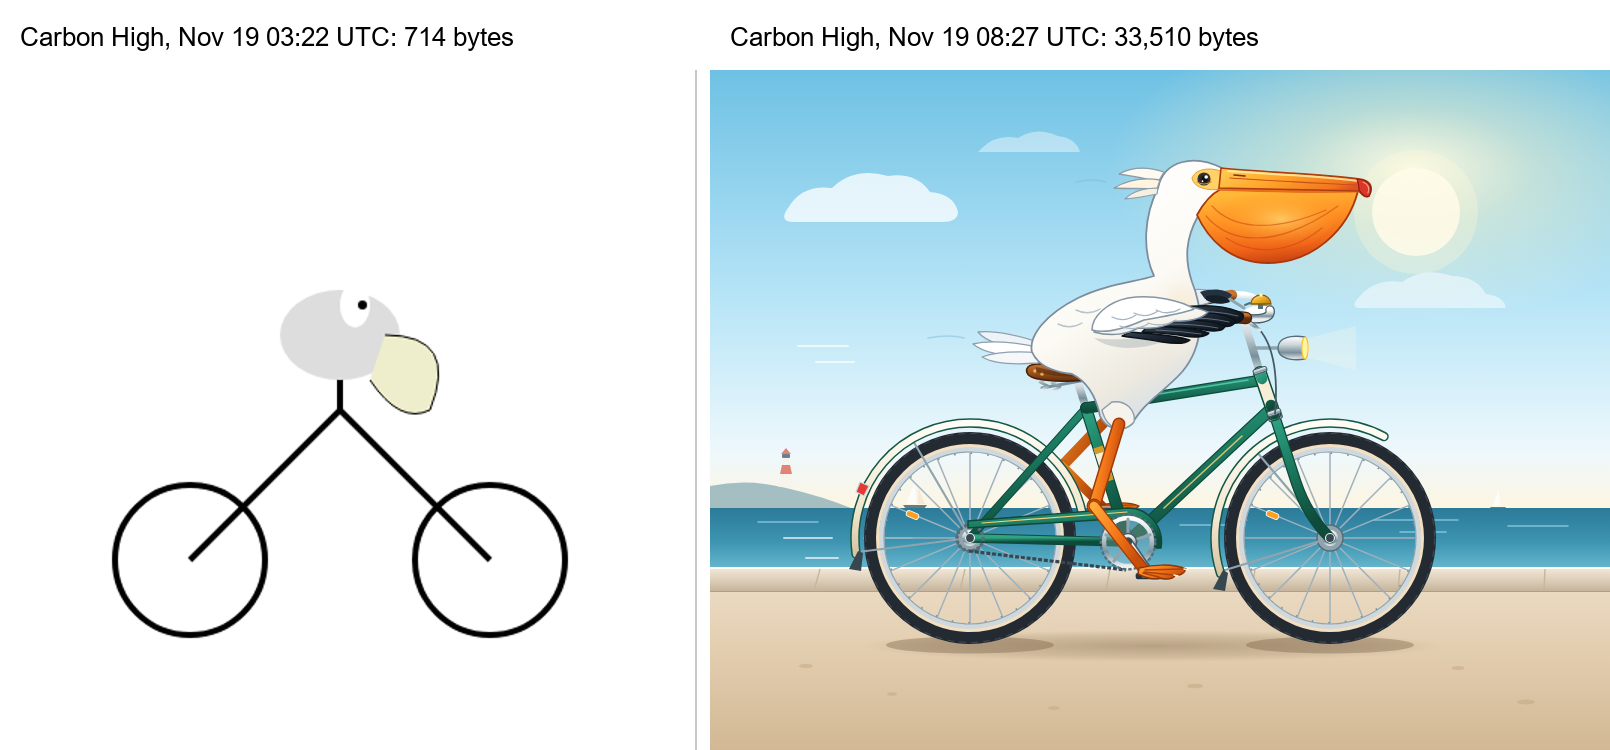 Carbon High, Nov 19 03:22 UTC: 714 bytes
Carbon High, Nov 19 08:27 UTC: 33,510 bytes